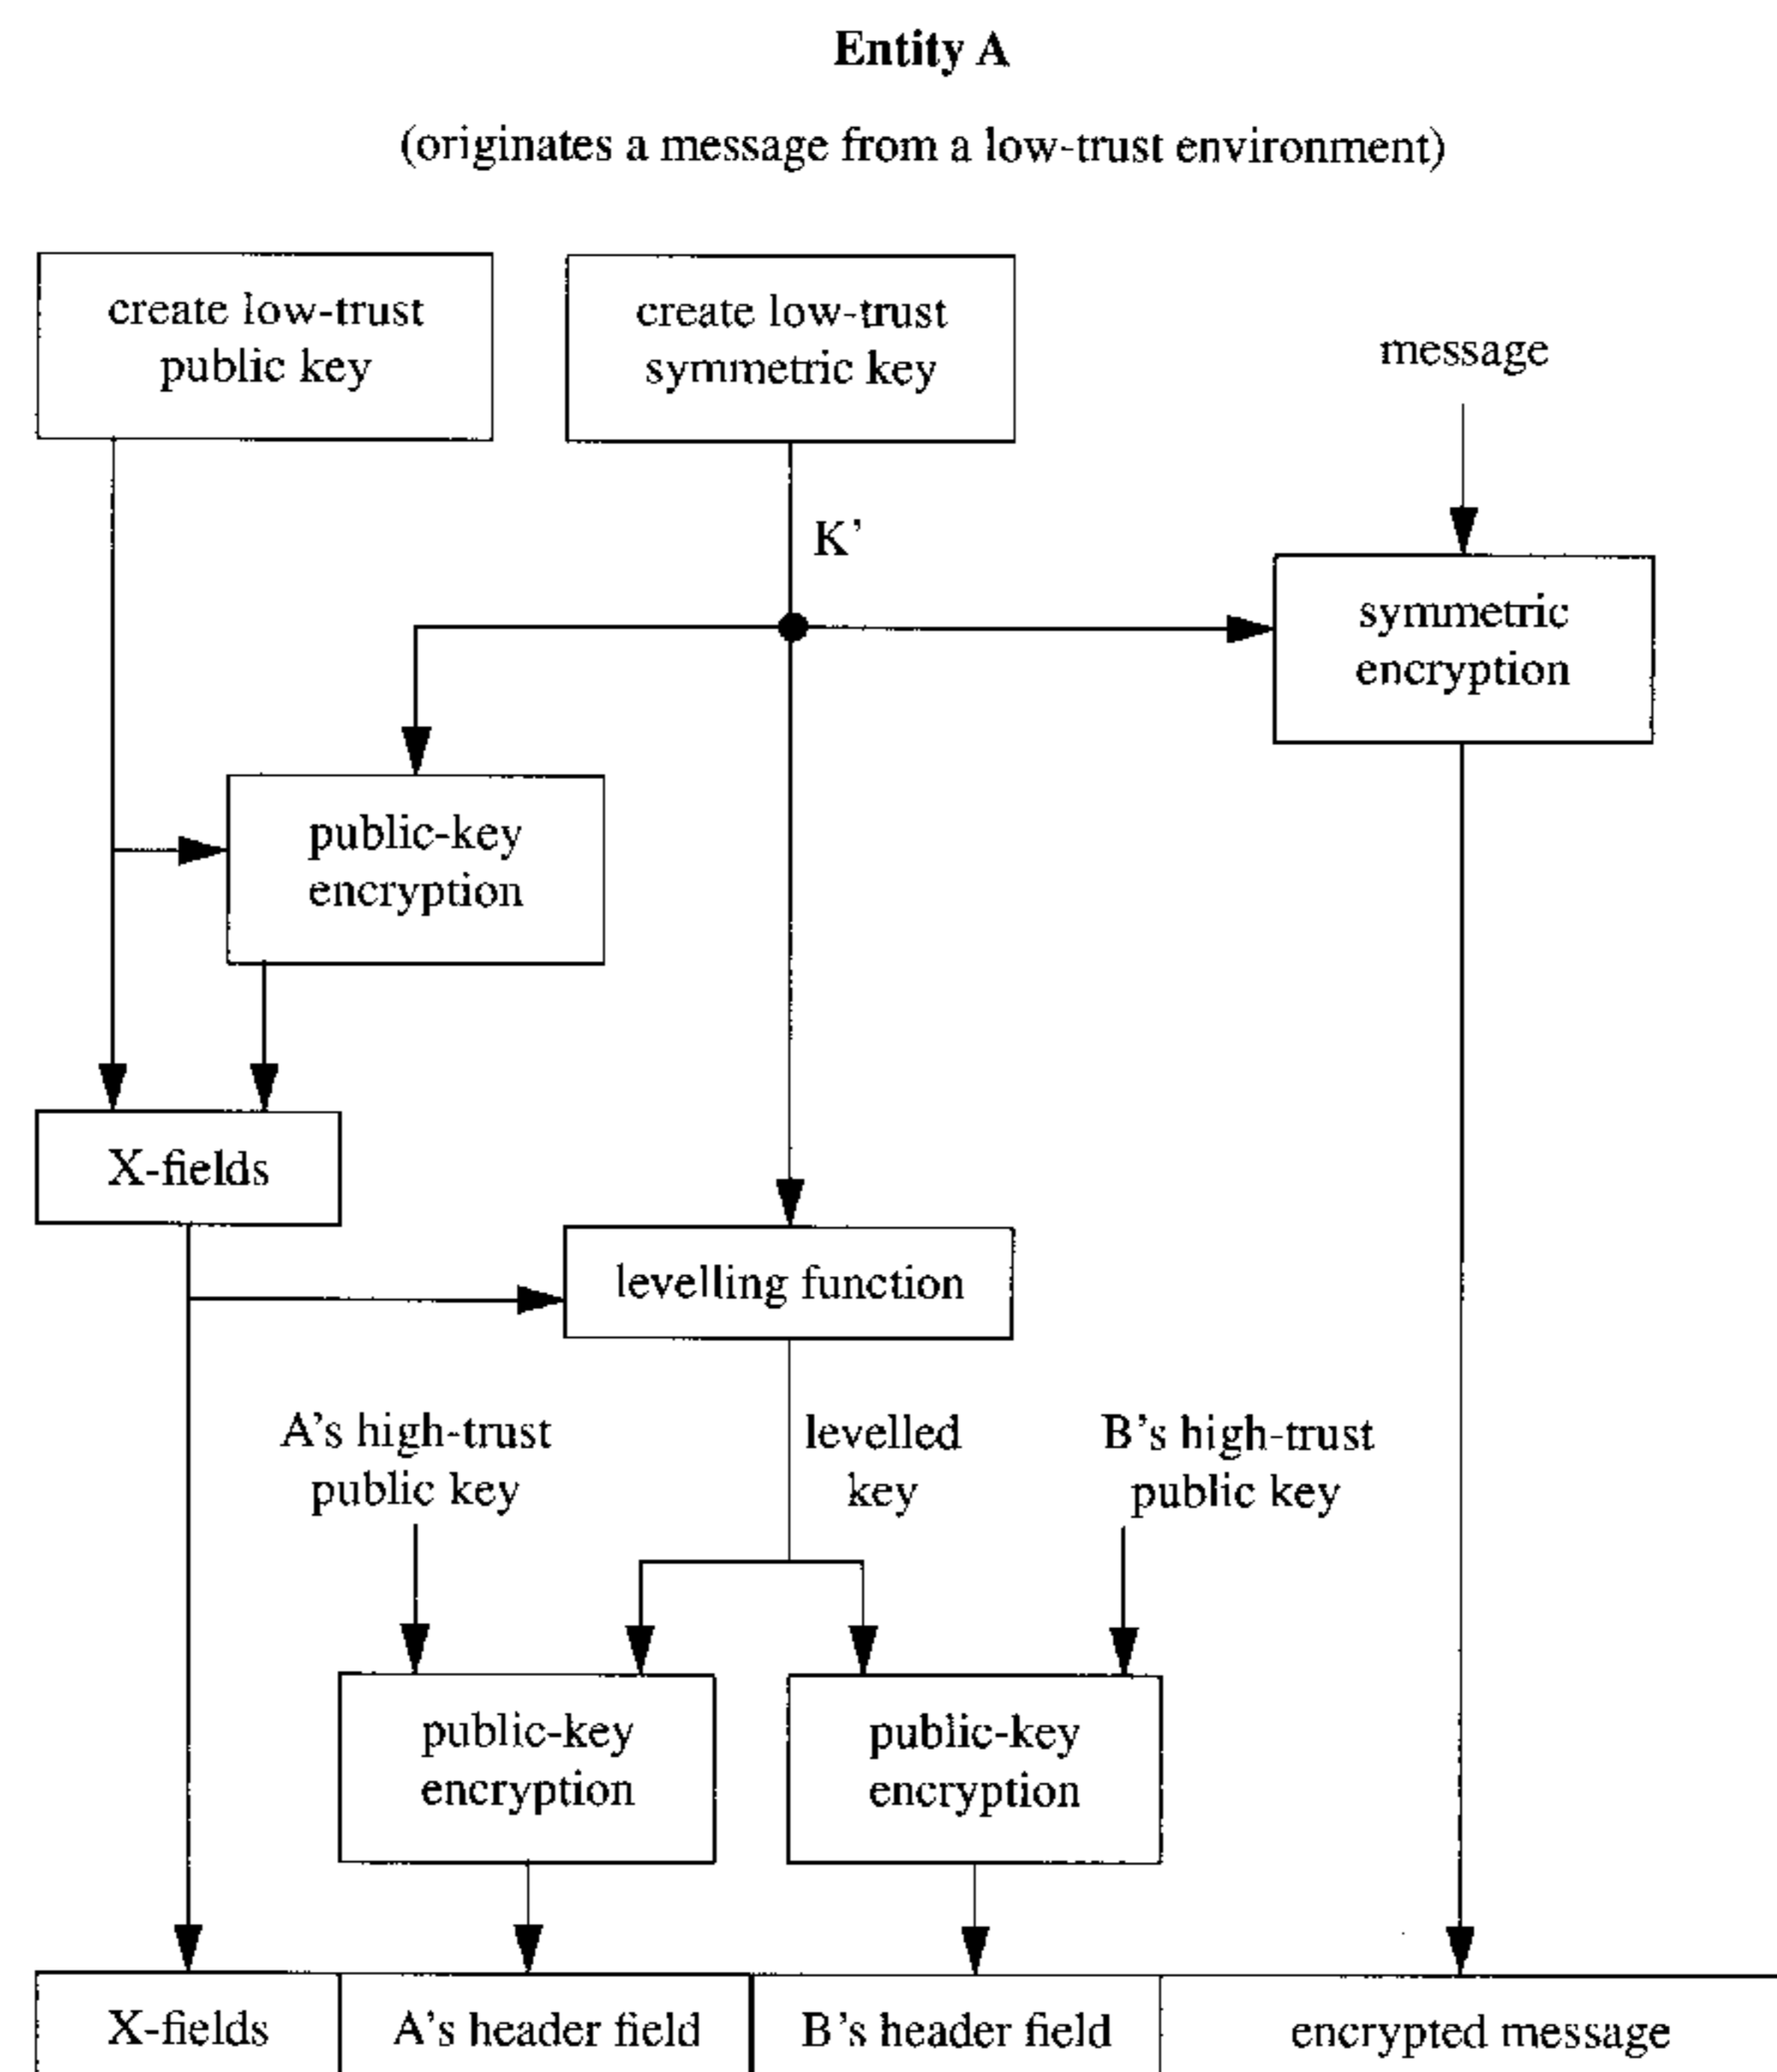 Entity A
(originates a message from a low-trust environment)
create low-trust
public key
create low-trust
symmetric key
message
K’
symmetric
encryption
public-key
encryption
X-fields
levelling function
A’s high-trust
public key
levelled
key
B’s high-trust
public key
public-key
encryption
public-key
encryption
X-fields
A’s header field
B’s header field
encrypted message